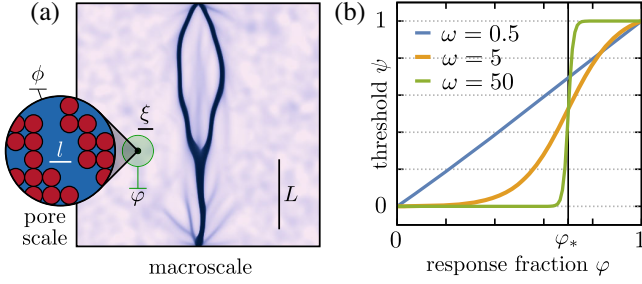 (a)
ϕ
ξ
l
L
φ
pore
scale
macroscale
(b)
threshold ψ
1
0
ω = 0.5
ω = 5
ω = 50
0
φ*
1
response fraction φ